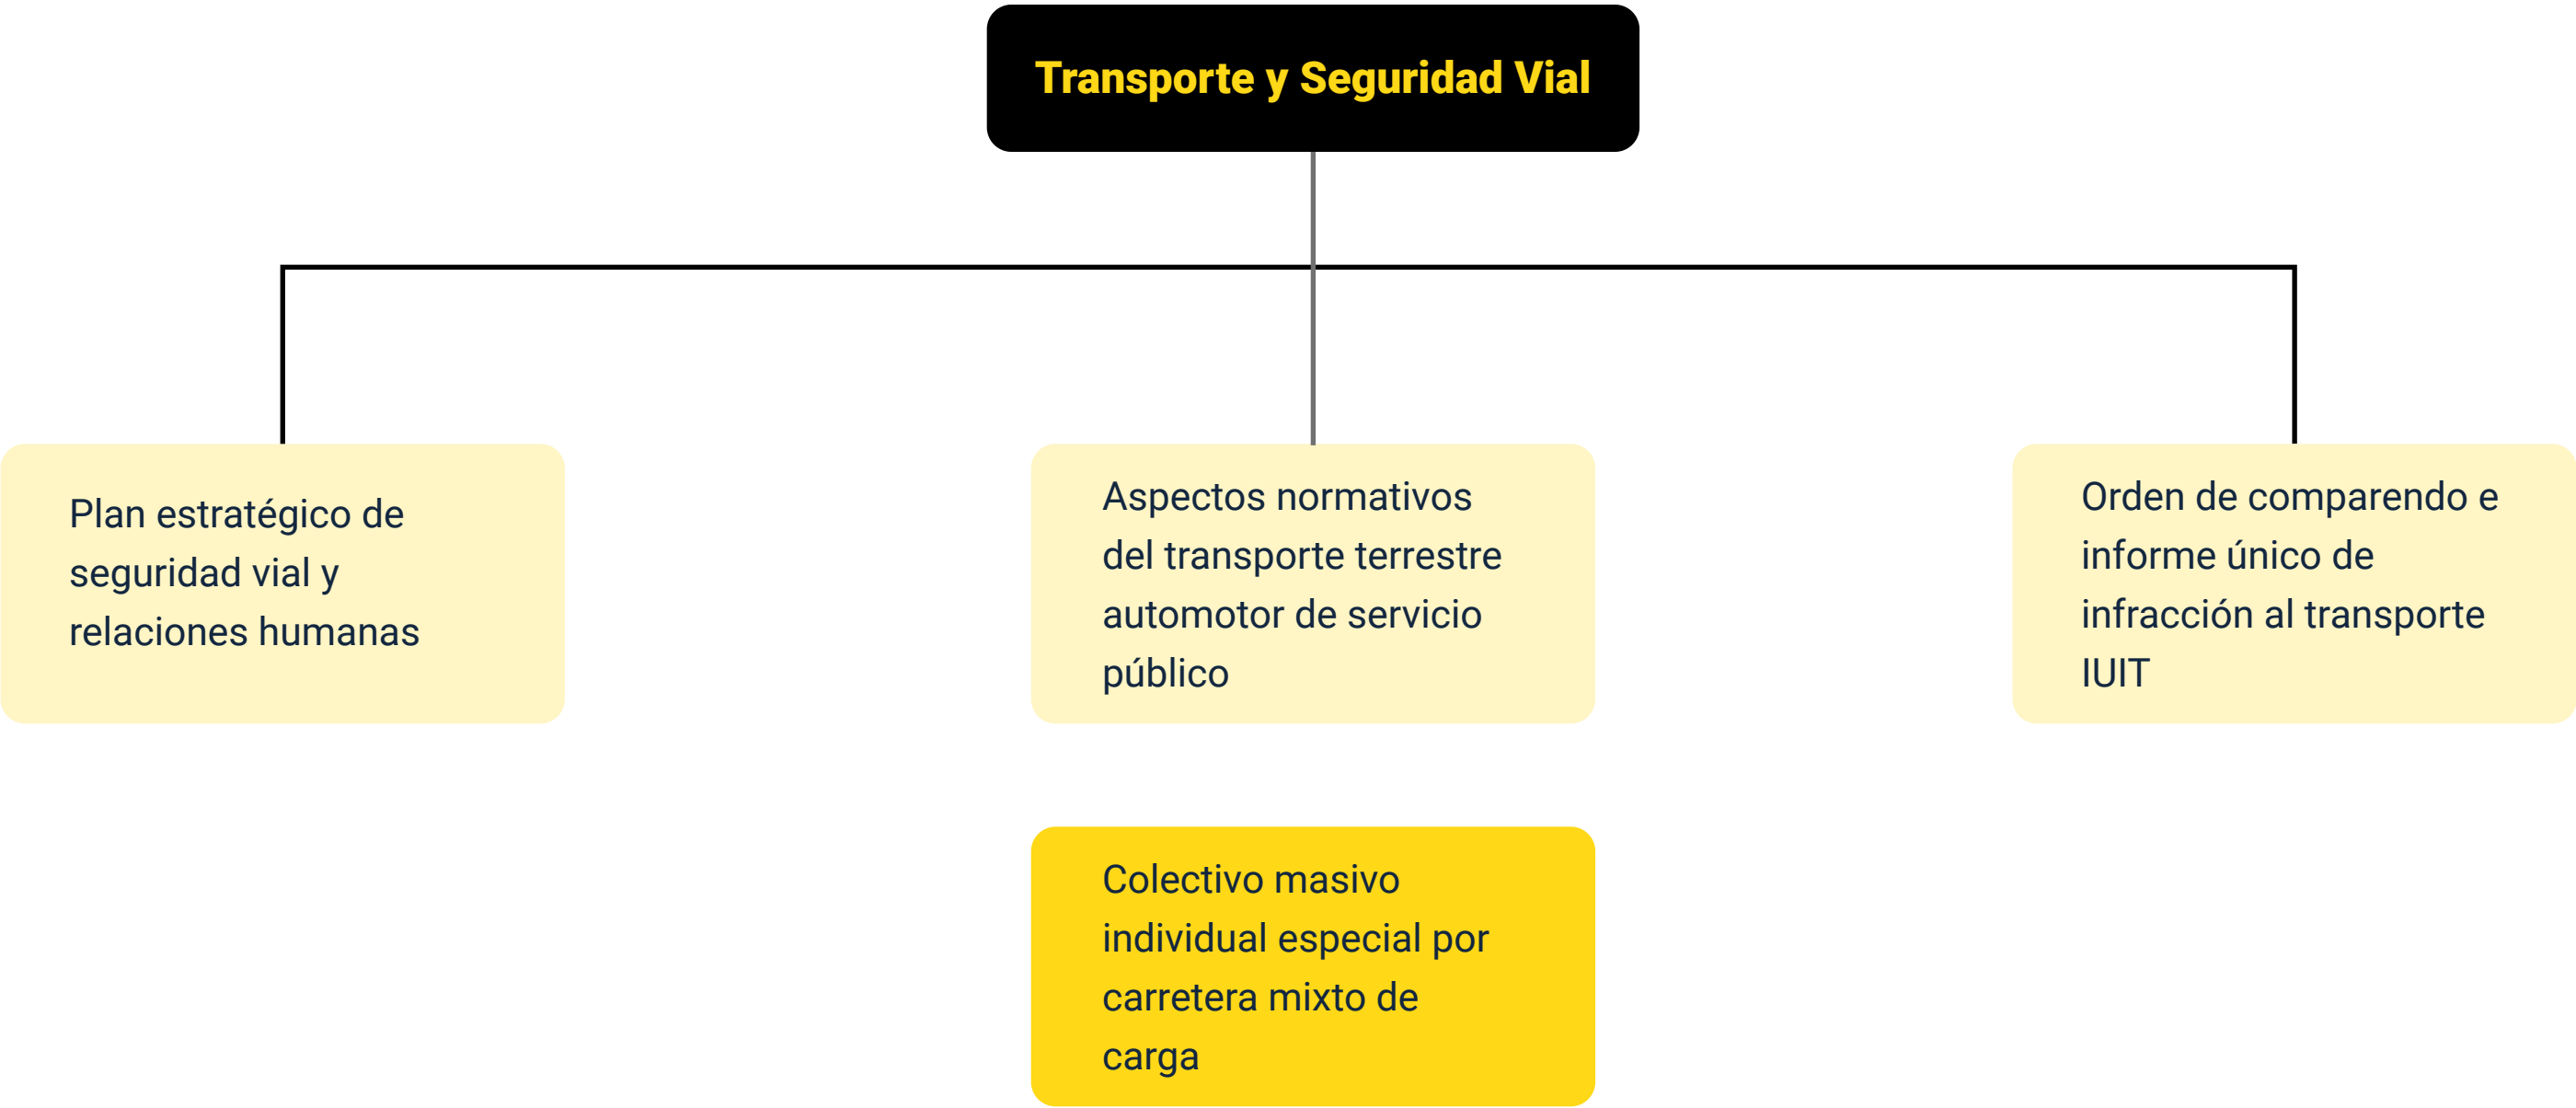 Transporte y Seguridad Vial
Plan estratégico de
seguridad vial y
relaciones humanas
Aspectos normativos
del transporte terrestre
automotor de servicio
público
Orden de comparendo e
informe único de
infracción al transporte
IUIT
Colectivo masivo
individual especial por
carretera mixto de
carga